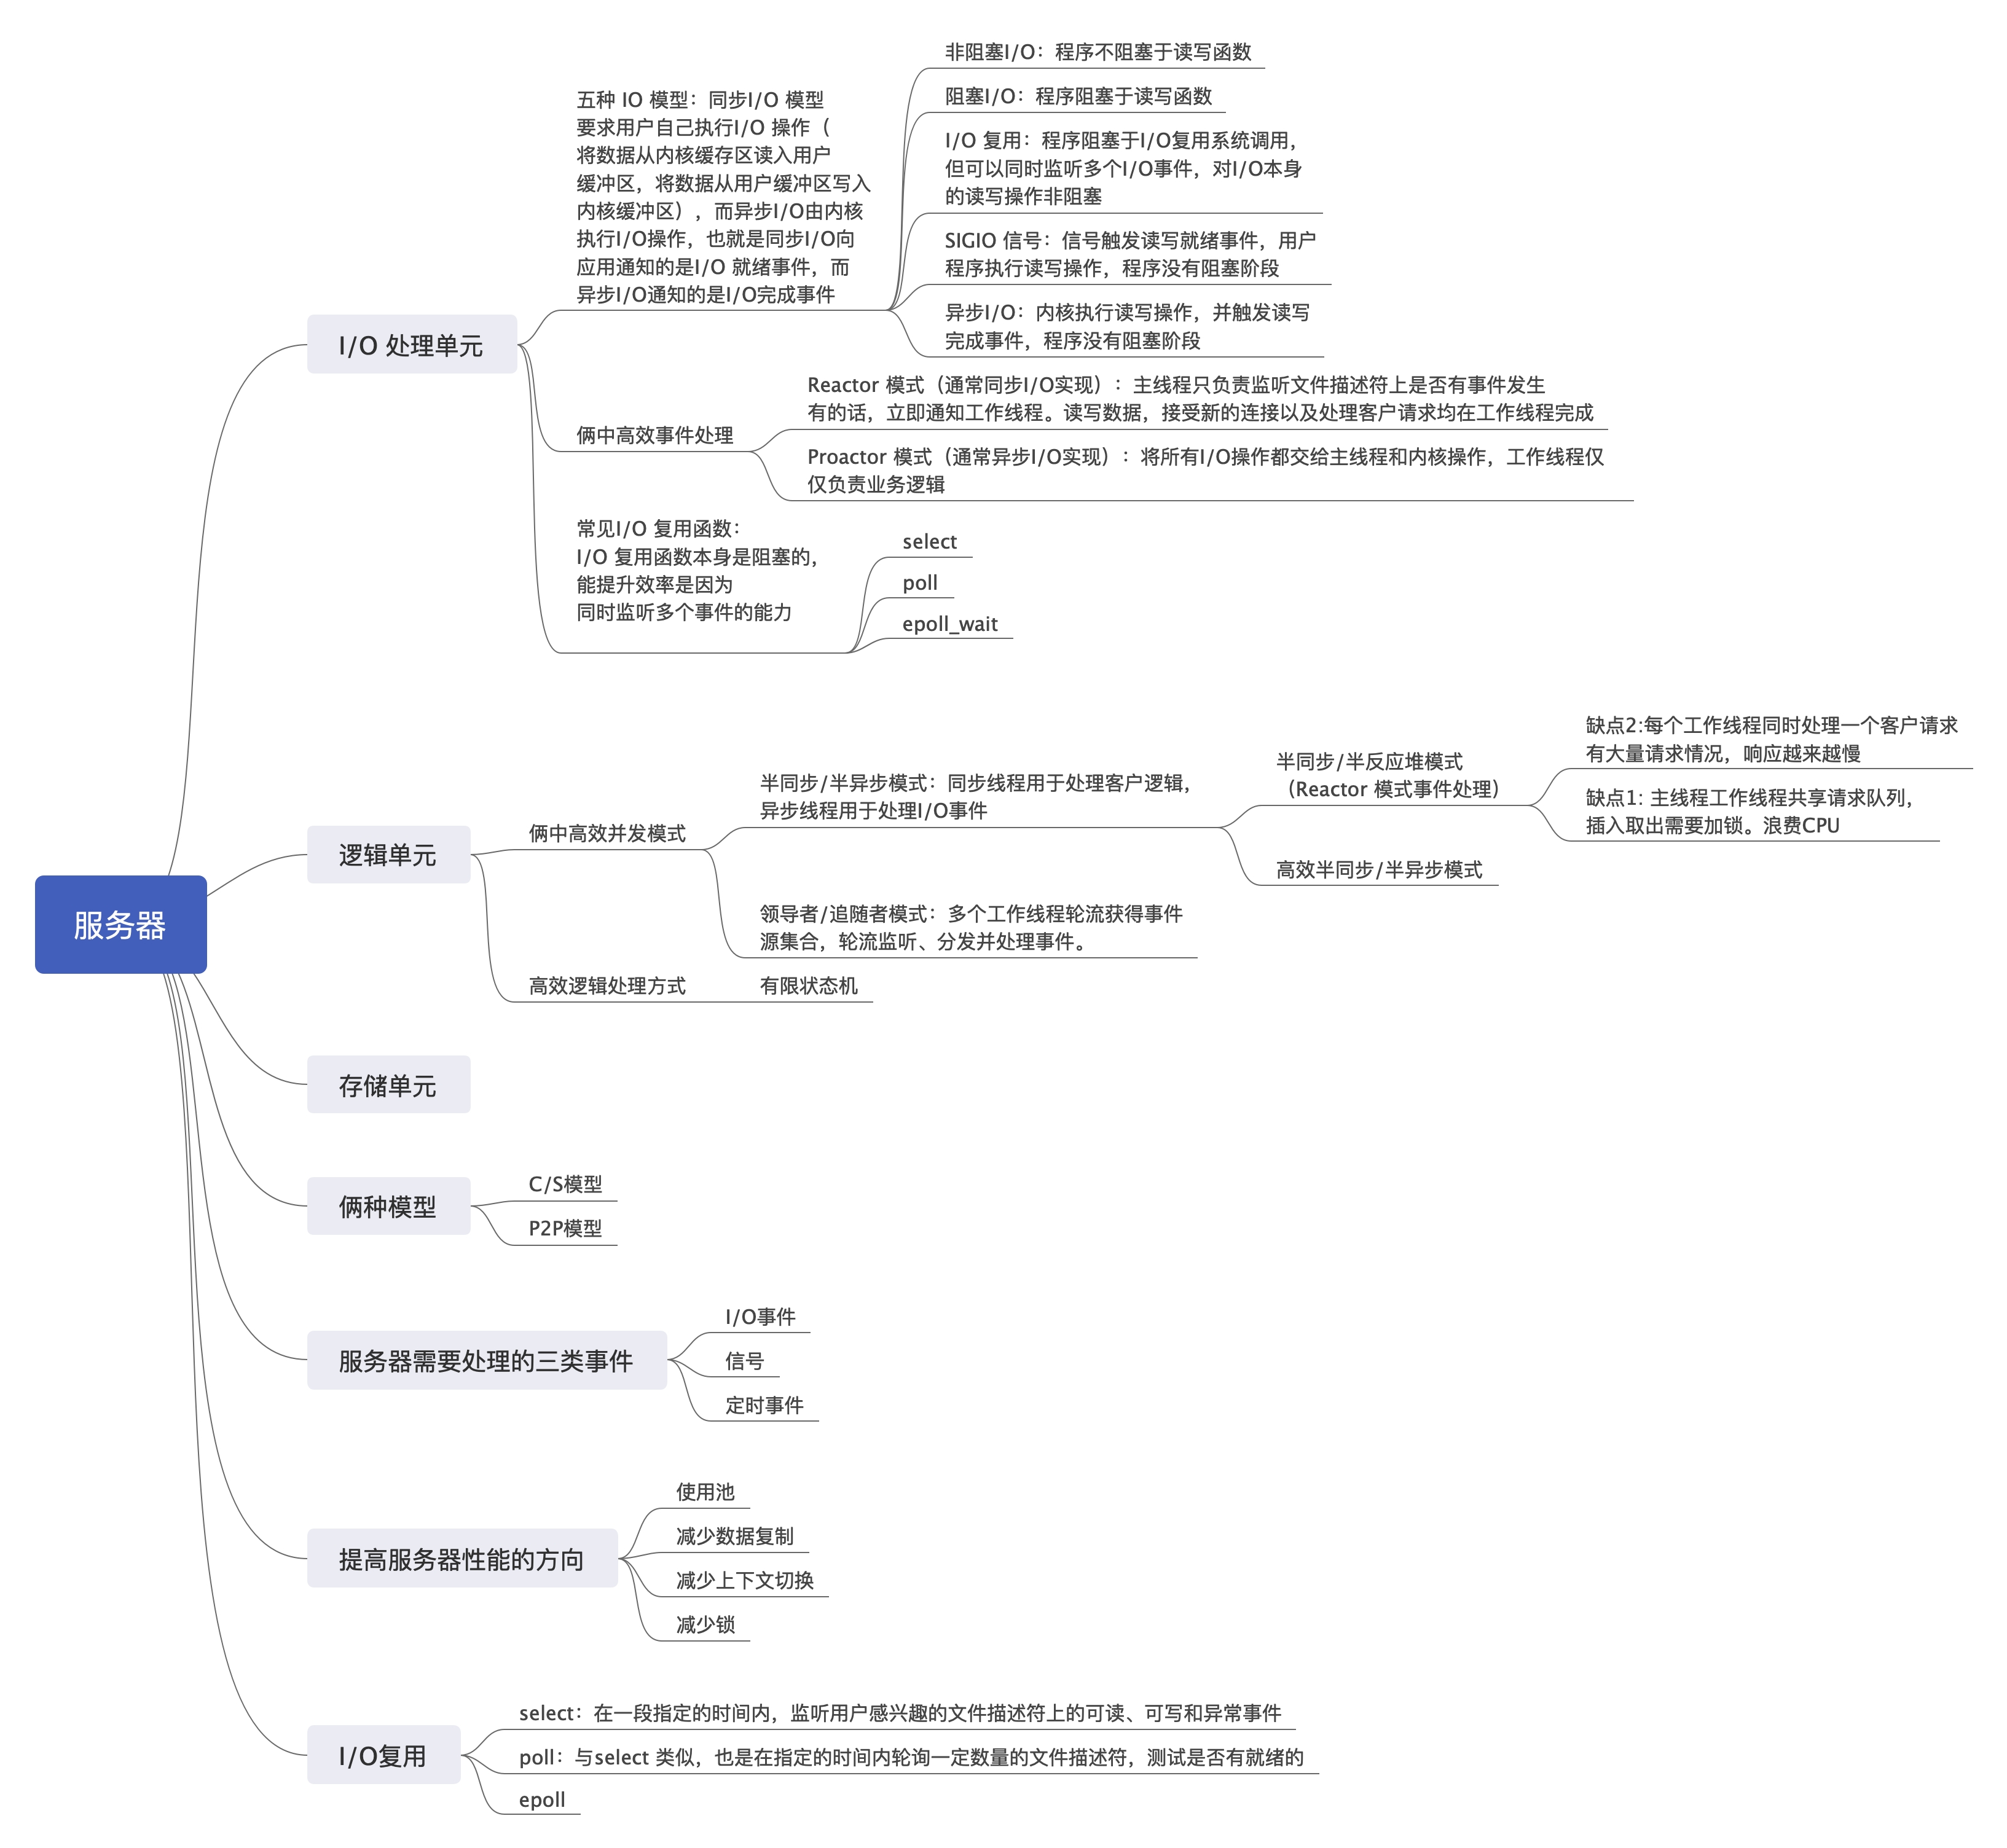 服务器
I/O 处理单元
五种 IO 模型：同步I/O 模型
要求用户自己执行I/O 操作（
将数据从内核缓存区读入用户
缓冲区，将数据从用户缓冲区写入
内核缓冲区），而异步I/O由内核
执行I/O操作，也就是同步I/O向
应用通知的是I/O 就绪事件，而
异步I/O通知的是I/O完成事件
非阻塞I/O：程序不阻塞于读写函数
阻塞I/O：程序阻塞于读写函数
I/O 复用：程序阻塞于I/O复用系统调用，
但可以同时监听多个I/O事件，对I/O本身
的读写操作非阻塞
SIGIO 信号：信号触发读写就绪事件，用户
程序执行读写操作，程序没有阻塞阶段
异步I/O：内核执行读写操作，并触发读写
完成事件，程序没有阻塞阶段
俩中高效事件处理
Reactor 模式（通常同步I/O实现）：主线程只负责监听文件描述符上是否有事件发生
有的话，立即通知工作线程。读写数据，接受新的连接以及处理客户请求均在工作线程完成
Proactor 模式（通常异步I/O实现）：将所有I/O操作都交给主线程和内核操作，工作线程仅
仅负责业务逻辑
常见I/O 复用函数：
I/O 复用函数本身是阻塞的，
能提升效率是因为
同时监听多个事件的能力
select
poll
epoll_wait
逻辑单元
俩中高效并发模式
半同步/半异步模式：同步线程用于处理客户逻辑，
异步线程用于处理I/O事件
半同步/半反应堆模式
（Reactor 模式事件处理）
缺点2:每个工作线程同时处理一个客户请求
有大量请求情况，响应越来越慢
缺点1: 主线程工作线程共享请求队列，
插入取出需要加锁。浪费CPU
高效半同步/半异步模式
领导者/追随者模式：多个工作线程轮流获得事件
源集合，轮流监听、分发并处理事件。
高效逻辑处理方式
有限状态机
存储单元
俩种模型
C/S模型
P2P模型
服务器需要处理的三类事件
I/O事件
信号
定时事件
提高服务器性能的方向
使用池
减少数据复制
减少上下文切换
减少锁
I/O复用
select：在一段指定的时间内，监听用户感兴趣的文件描述符上的可读、可写和异常事件
poll：与select 类似，也是在指定的时间内轮询一定数量的文件描述符，测试是否有就绪的
epoll